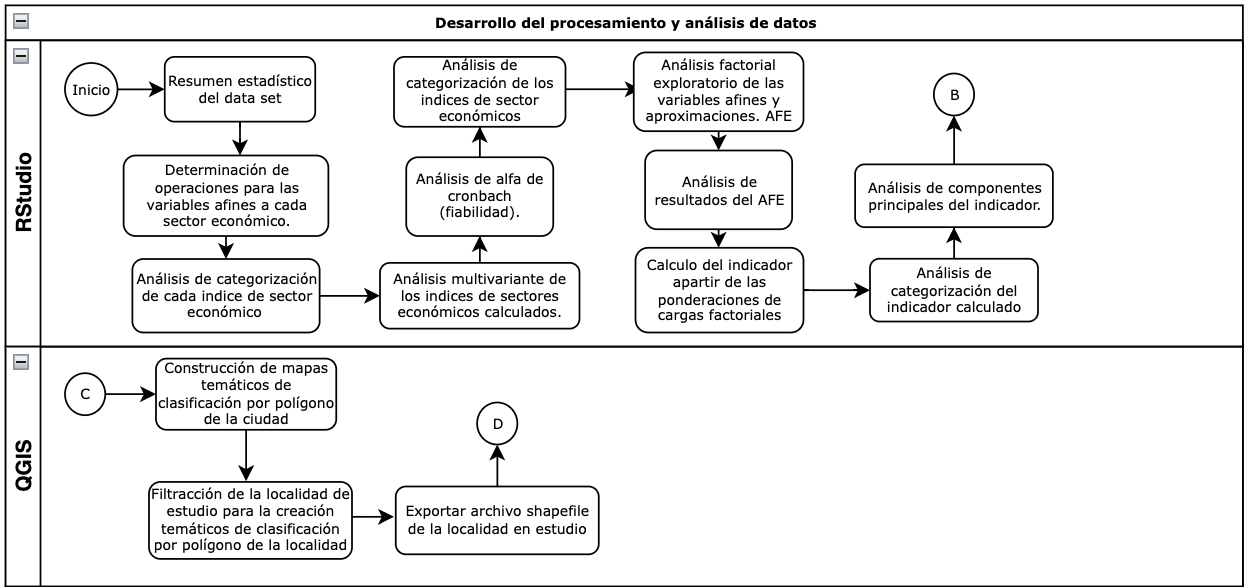 Desarrollo del procesamiento y análisis de datos
RStudio
Inicio
Resumen estadístico
del data set
Determinación de
operaciones para las
variables afines a cada
sector económico.
Análisis de categorización
de cada indice de sector
económico
Análisis multivariante de
los indices de sectores
económicos calculados.
Análisis de alfa de
cronbach
(fiabilidad).
Análisis de
categorización de los
indices de sector
económicos
Análisis factorial
exploratorio de las
variables afines y
aproximaciones. AFE
Análisis de
resultados del AFE
Calculo del indicador
apartir de las
ponderaciones de
cargas factoriales
Análisis de
categorización del
indicador calculado
Análisis de componentes
principales del indicador.
B
QGIS
C
Construcción de mapas
temáticos de
clasificación por polígono
de la ciudad
Filtracción de la localidad de
estudio para la creación
temáticos de clasificación
por polígono de la localidad
Exportar archivo shapefile
de la localidad en estudio
D